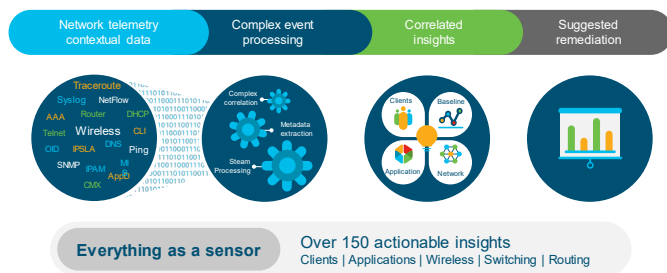 Network telemetry
contextual data
Complex event
processing
Correlated
insights
Suggested
remediation
Traceroute
Syslog NetFlow
AAA Router DHCP
Telnet Wireless CLI
OID IPSLA DNS Ping
SNMP IPAM MI
B
AppD
CMX
Complex
correlation
Metadata
extraction
Steam
Processing
Clients Baseline
Application Network
Everything as a sensor
Over 150 actionable insights
Clients | Applications | Wireless | Switching | Routing